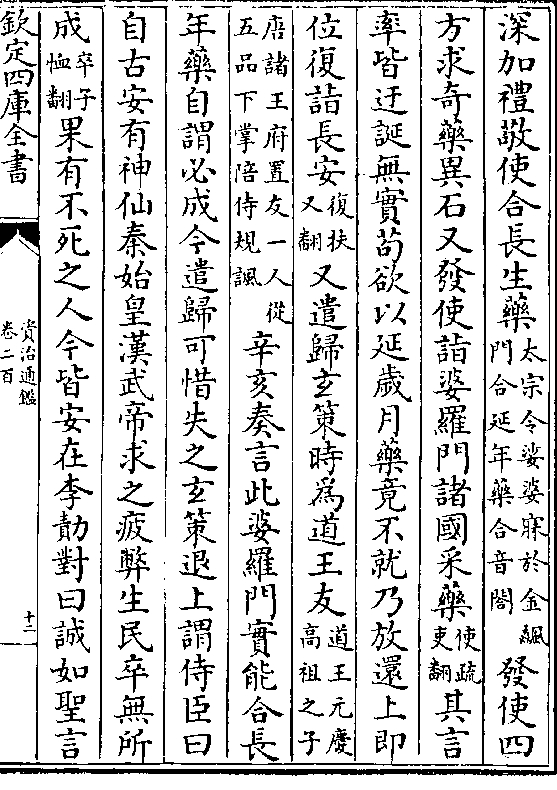 深加禮敬使合長生藥太宗令娑婆寐於金飈門合延年藥合音閤發使四
方求奇藥異石又發使詣婆羅門諸國采藥使疏吏翻其言
率皆迂誕無實苟欲以延歲月藥竟不就乃放還上即
位復詣長安復扶又翻又遣歸玄策時為道王友道王元慶高祖之子
唐諸王府置友一人從五品下掌陪侍規諷辛亥奏言此婆羅門實能合長
年藥自謂必成今遣歸可惜失之玄策退上謂侍臣曰
自古安有神仙秦始皇漢武帝求之疲弊生民卒無所
成卒子恤翻果有不死之人今皆安在李勣對曰誠如聖言
欽定四庫全書
資治通鑑
卷二百
十二